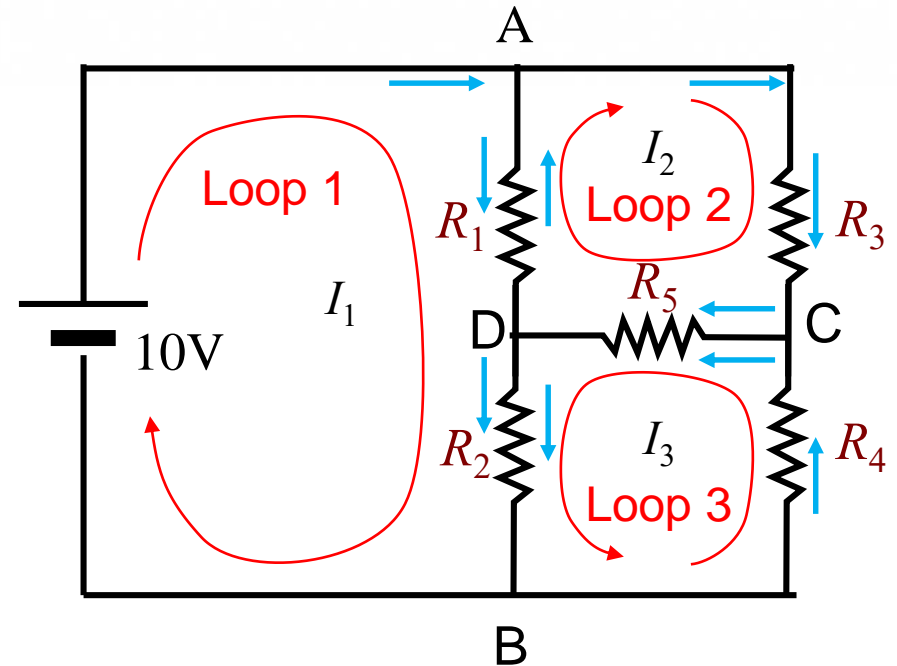 A
Loop 1
I₂
Loop 2
R₁
R₃
R₅
I₁
D
C
10V
I₃
R₂
R₄
Loop 3
B